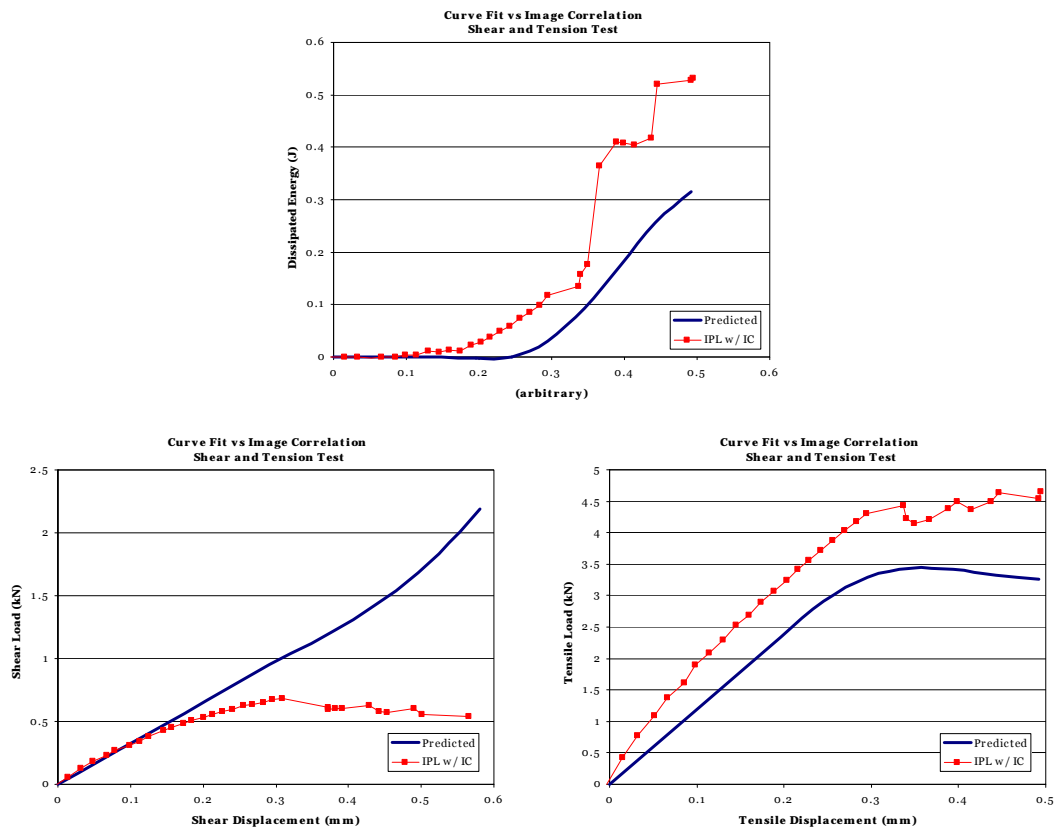 Curve Fit vs Image Correlation
Shear and Tension Test
0.6
0.5
0.4
0.3
0.2
0.1
0
Dissipated Energy (J)
Predicted
IPL w/ IC
0 0.1 0.2 0.3 0.4 0.5 0.6
(arbitrary)
Curve Fit vs Image Correlation
Shear and Tension Test
2.5
2
1.5
1
0.5
0
Shear Load (kN)
Predicted
IPL w/ IC
0 0.1 0.2 0.3 0.4 0.5 0.6
Shear Displacement (mm)
Curve Fit vs Image Correlation
Shear and Tension Test
5
4.5
4
3.5
3
2.5
2
1.5
1
0.5
0
Tensile Load (kN)
Predicted
IPL w/ IC
0 0.1 0.2 0.3 0.4 0.5
Tensile Displacement (mm)